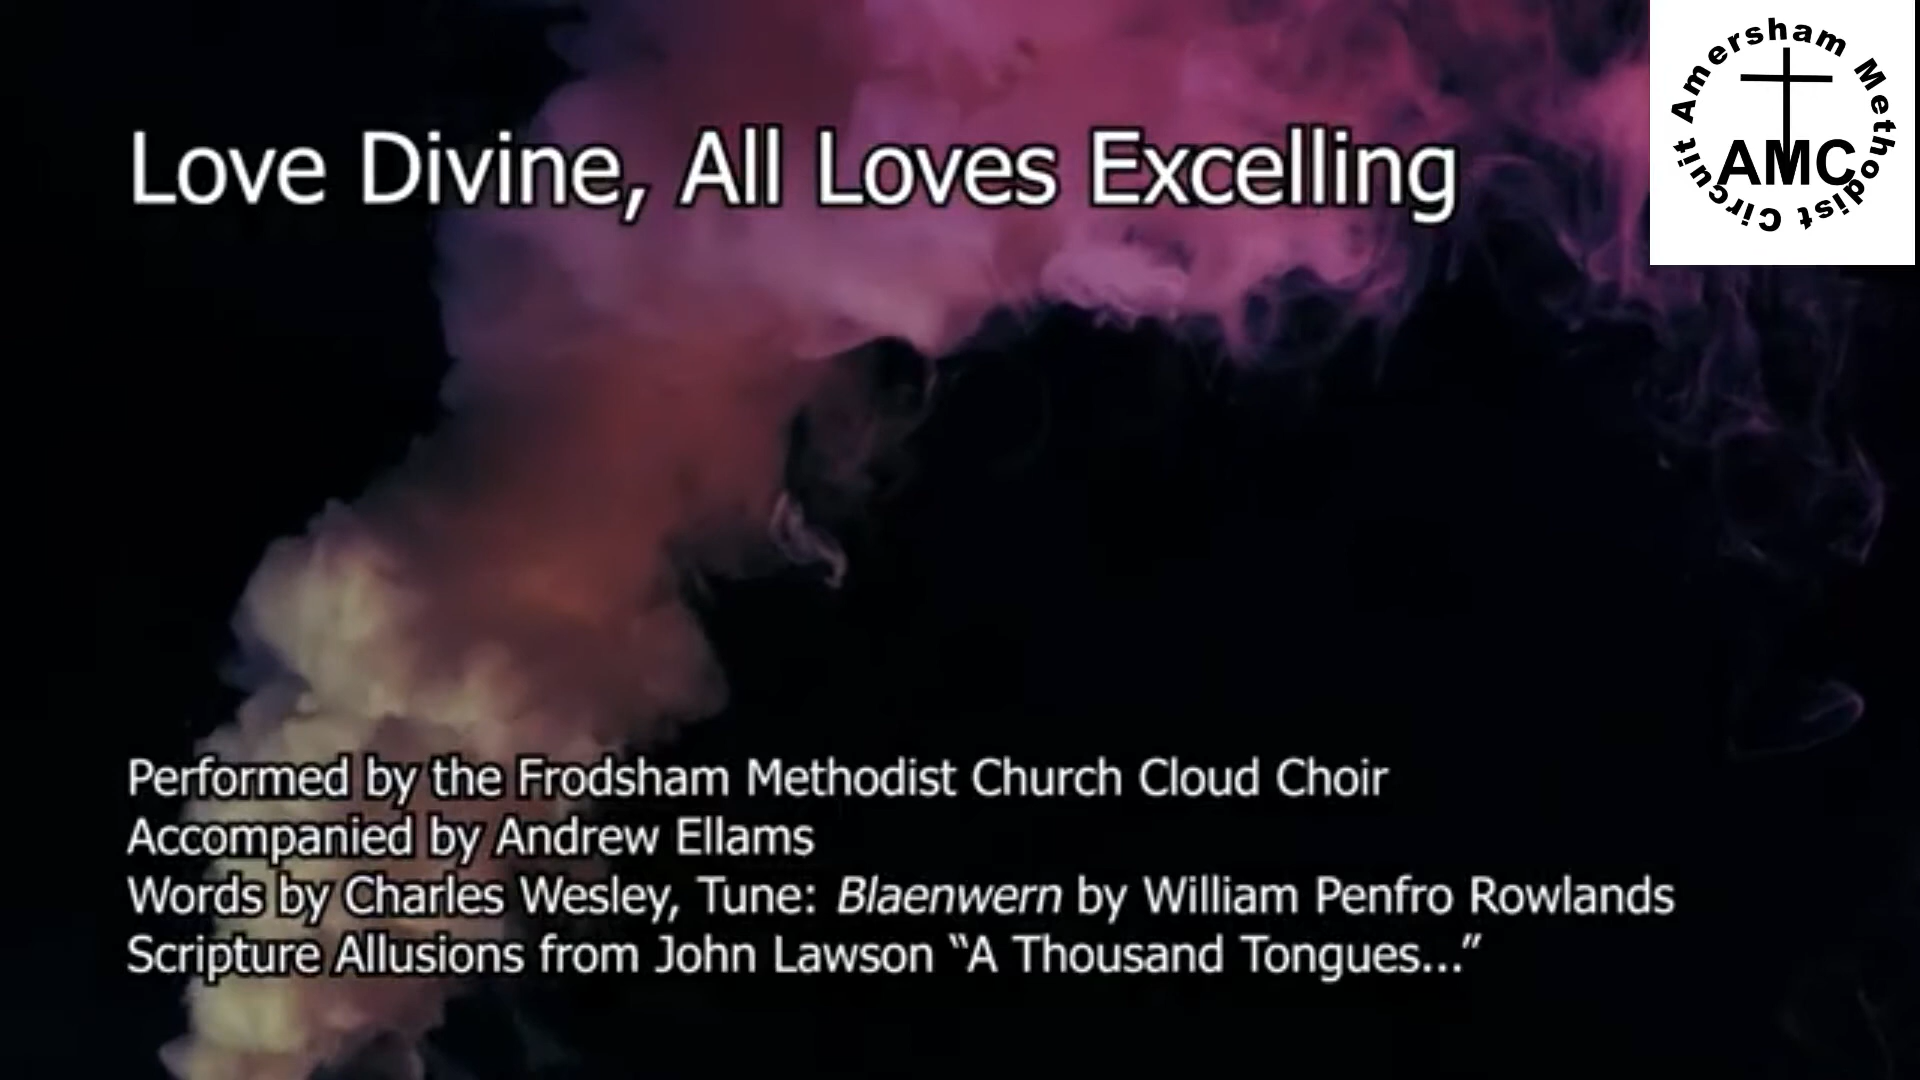 Love Divine, All Loves Excelling
Amersham Methodist Circuit
AMC
Performed by the Frodsham Methodist Church Cloud Choir
Accompanied by Andrew Ellams
Words by Charles Wesley, Tune: Blaenwern by William Penfro Rowlands
Scripture Allusions from John Lawson “A Thousand Tongues...”